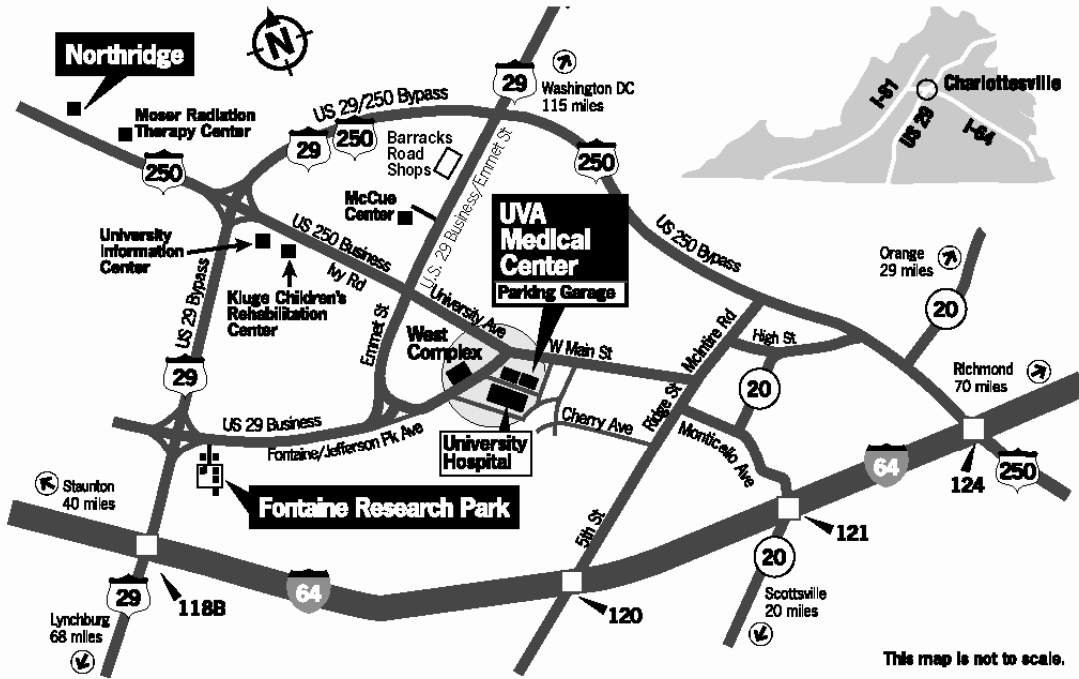 Northridge
N
Moser Radiation
Therapy Center
250
US 29/250 Bypass
29
250
29
Washington DC
115 miles
Barracks
Road
Shops
McCue
Center
U.S. 29 Business/Emmet St
250
I-81
US 29
Charlottesville
I-64
University
Information
Center
US 250 Business
Ivy Rd
Kluge Children's
Rehabilitation
Center
US 29 Bypass
29
UVA
Medical
Center
Parking Garage
US 250 Bypass
Orange
29 miles
20
University Ave
Emmet St
West
Complex
W Main St
McIntire Rd
High St
Richmond
70 miles
20
Ridge St
Cherry Ave
Monticello Ave
US 29 Business
Fontaine/Jefferson Pk Ave
University
Hospital
64
124
250
Staunton
40 miles
Fontaine Research Park
5th St
121
20
29
118B
64
120
Lynchburg
68 miles
Scottsville
20 miles
This map is not to scale.